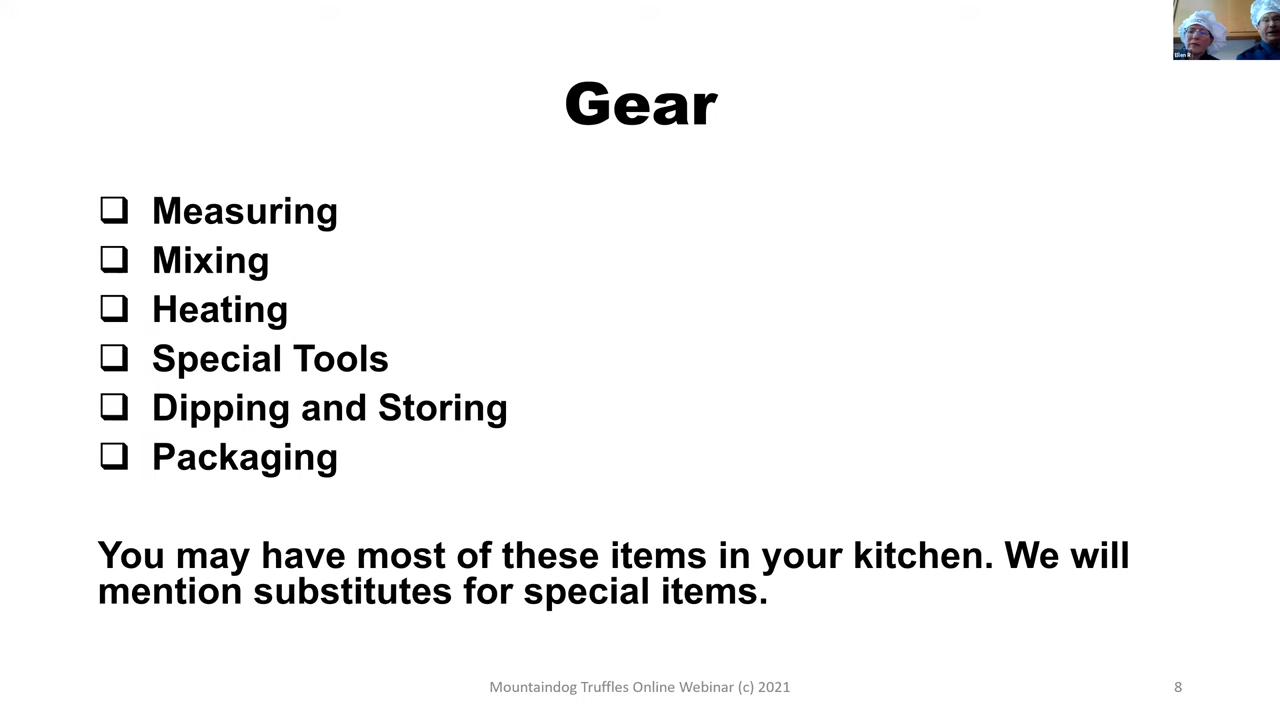 Ellen R
Gear
❑ Measuring
❑ Mixing
❑ Heating
❑ Special Tools
❑ Dipping and Storing
❑ Packaging
You may have most of these items in your kitchen. We will
mention substitutes for special items.
Mountaindog Truffles Online Webinar (c) 2021
8